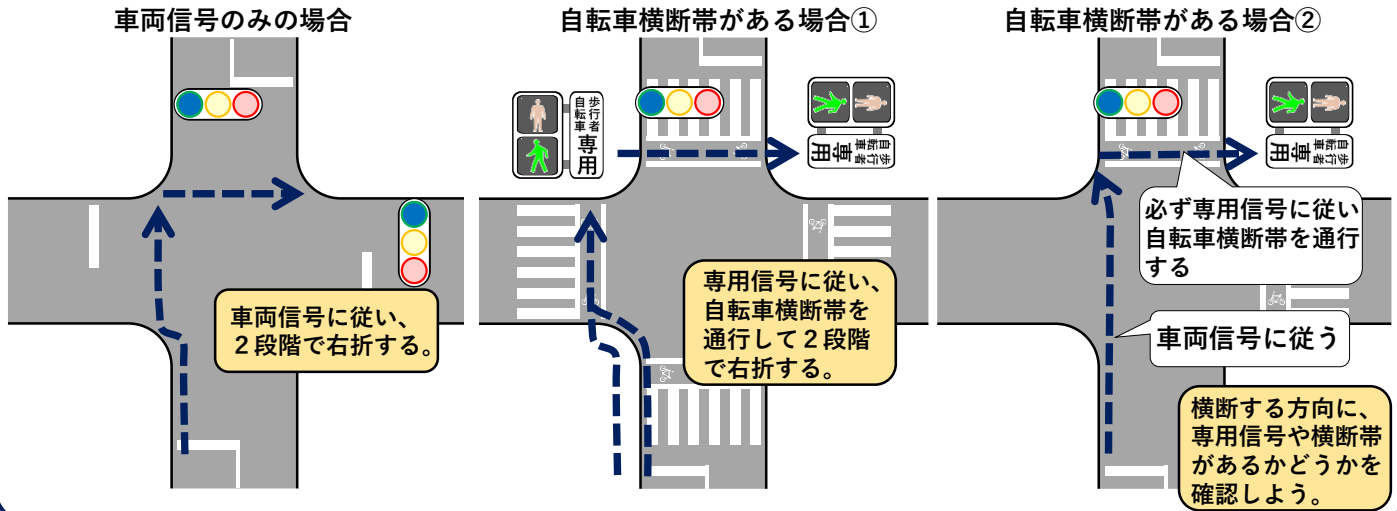 車両信号のみの場合
車両信号に従い、
２段階で右折する。
自転車横断帯がある場合①
歩行者
自転車
専用
歩行者
自転車
専用
専用信号に従い、
自転車横断帯を
通行して２段階
で右折する。
自転車横断帯がある場合②
歩行者
自転車
専用
必ず専用信号に従い
自転車横断帯を通行
する
車両信号に従う
横断する方向に、
専用信号や横断帯
があるかどうかを
確認しよう。